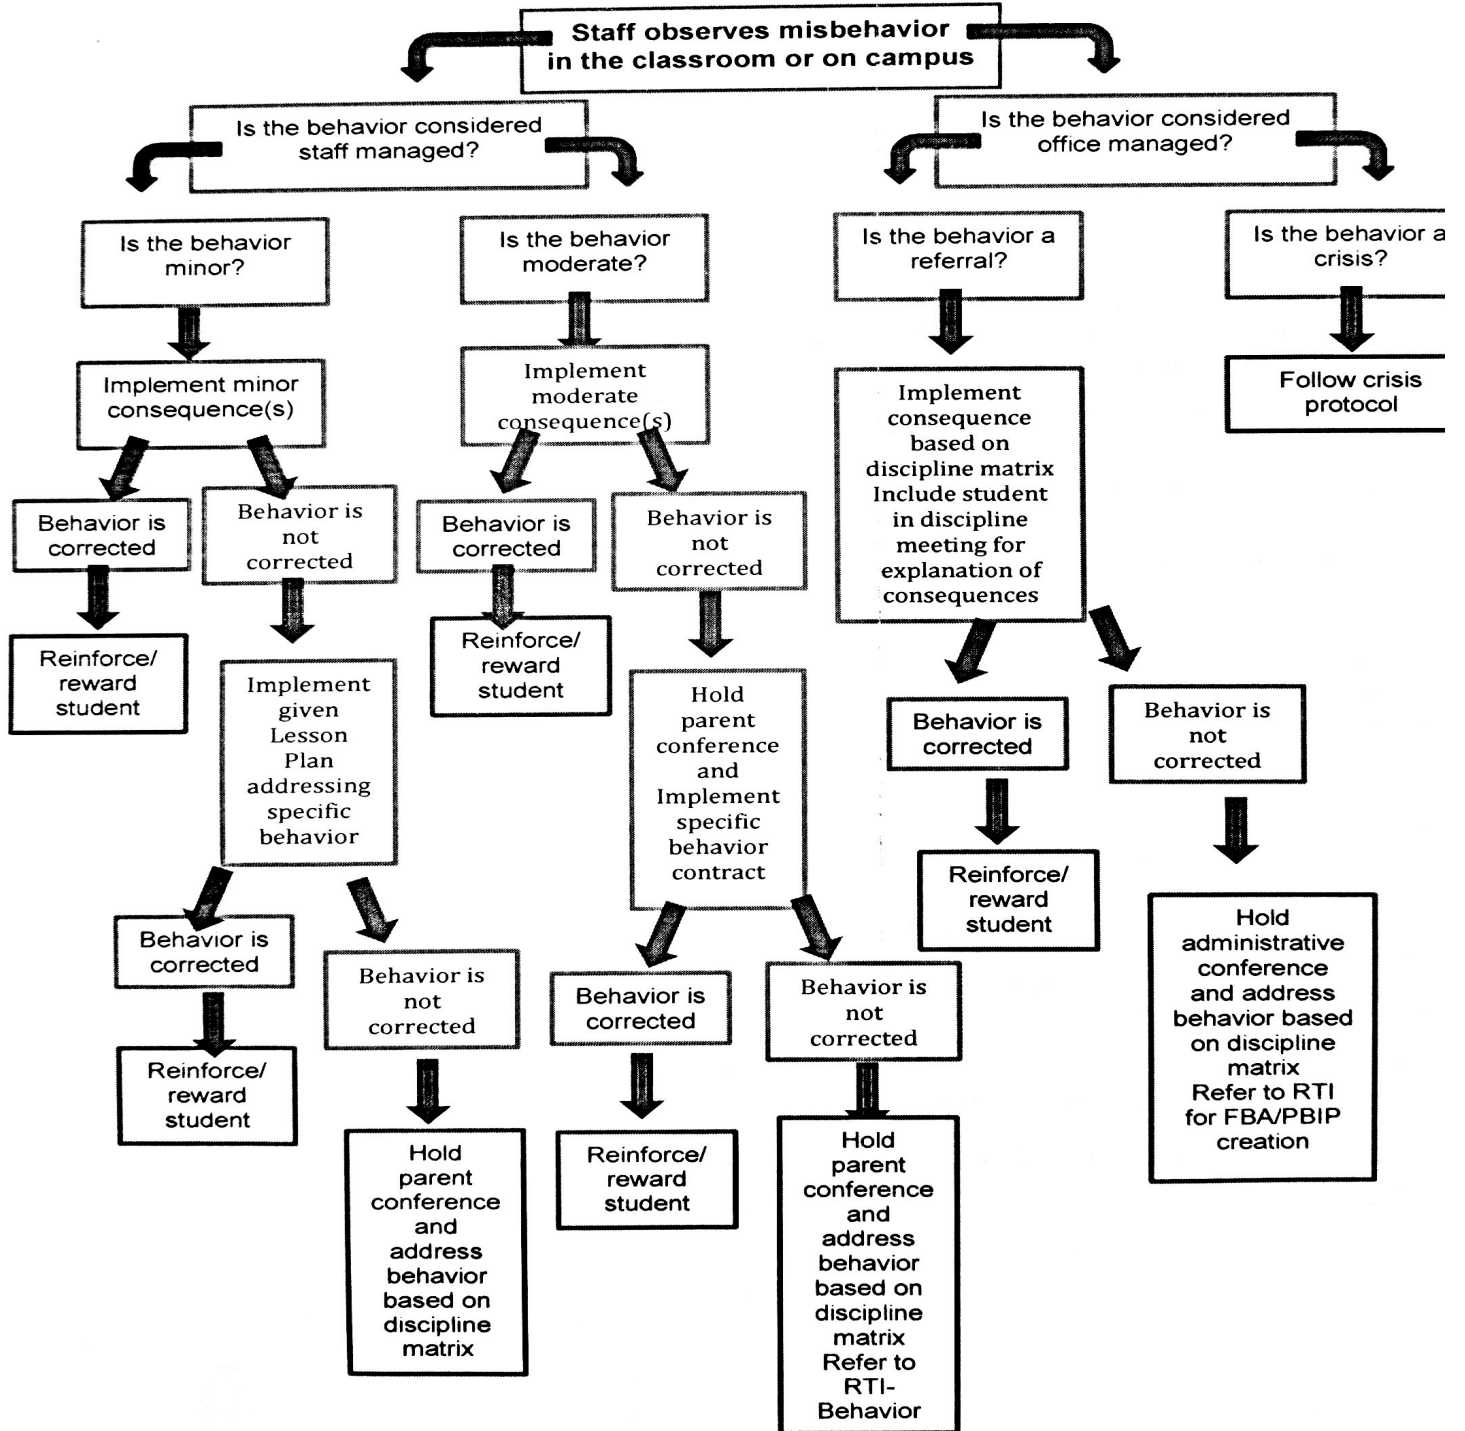 Staff observes misbehavior
in the classroom or on campus
Is the behavior considered
staff managed?
Is the behavior considered
office managed?
Is the behavior
minor?
Is the behavior
moderate?
Is the behavior a
referral?
Is the behavior a
crisis?
Implement minor
consequence(s)
Implement
moderate
consequence(s)
Implement
consequence
based on
discipline matrix
Include student
in discipline
meeting for
explanation of
consequences
Follow crisis
protocol
Behavior is
corrected
Behavior is
not
corrected
Behavior is
corrected
Behavior is
not
corrected
Reinforce/
reward
student
Implement
given
Lesson
Plan
addressing
specific
behavior
Reinforce/
reward
student
Hold
parent
conference
and
Implement
specific
behavior
contract
Behavior is
corrected
Behavior is
not
corrected
Reinforce/
reward
student
Hold
administrative
conference
and address
behavior based
on discipline
matrix
Refer to RTI
for FBA/PBIP
creation
Behavior is
corrected
Behavior is
not
corrected
Behavior is
corrected
Behavior is
not
corrected
Reinforce/
reward
student
Hold
parent
conference
and
address
behavior
based on
discipline
matrix
Reinforce/
reward
student
Hold
parent
conference
and
address
behavior
based on
discipline
matrix
Refer to
RTI-
Behavior